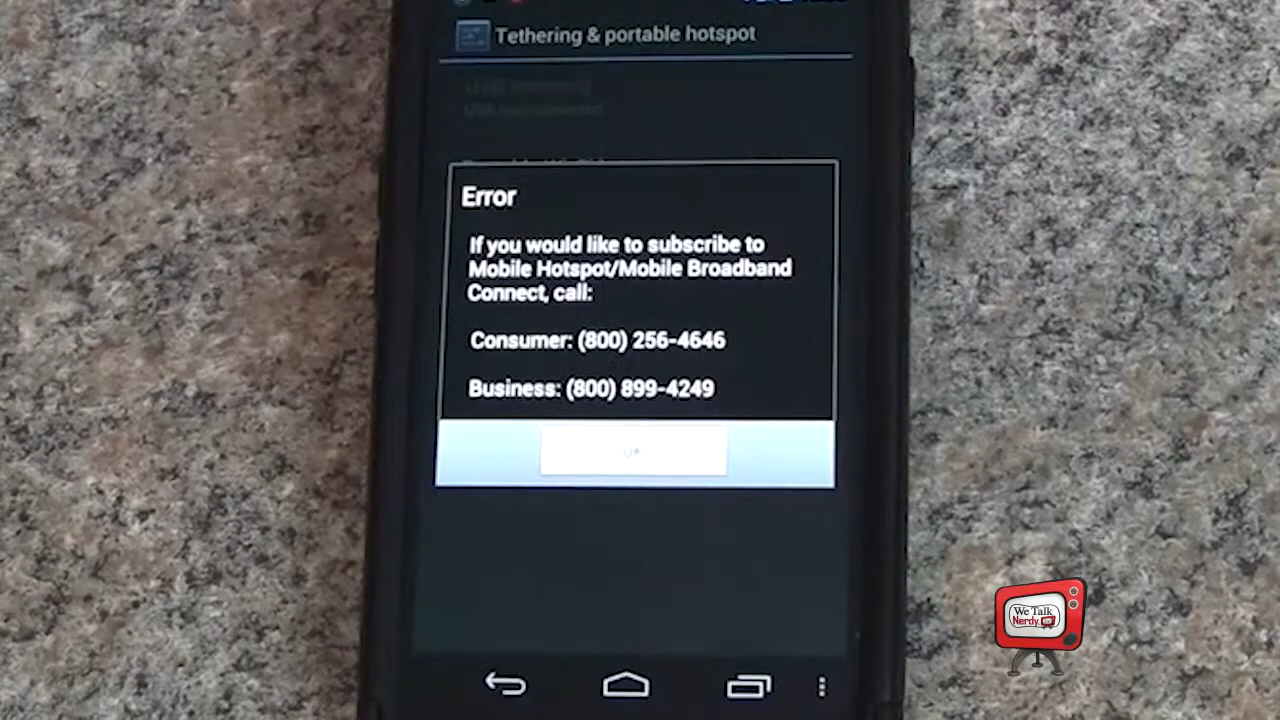 Tethering & portable hotspot
Error
If you would like to subscribe to
Mobile Hotspot/Mobile Broadband
Connect, call:
Consumer: (800) 256-4646
Business: (800) 899-4249
OK
We Talk
Nerdy